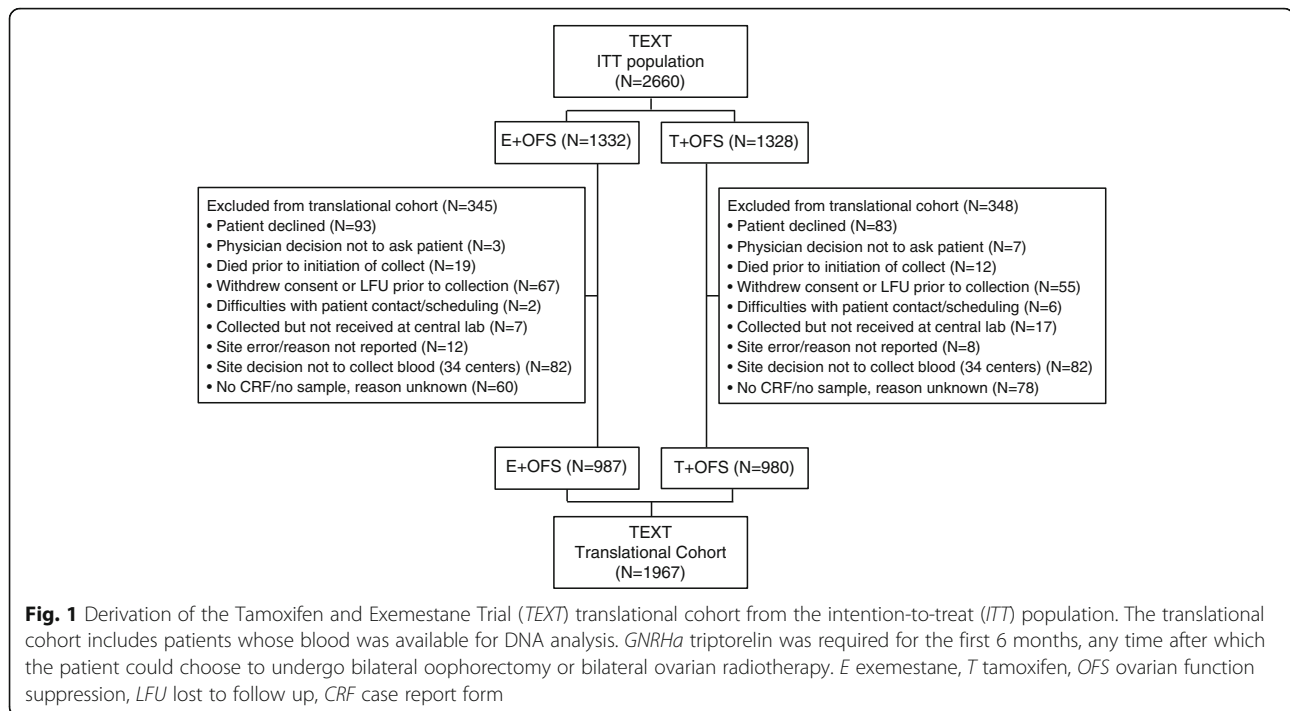 TEXT
ITT population
(N=2660)
E+OFS (N=1332)
T+OFS (N=1328)
Excluded from translational cohort (N=345)
• Patient declined (N=93)
• Physician decision not to ask patient (N=3)
• Died prior to initiation of collect (N=19)
• Withdrew consent or LFU prior to collection (N=67)
• Difficulties with patient contact/scheduling (N=2)
• Collected but not received at central lab (N=7)
• Site error/reason not reported (N=12)
• Site decision not to collect blood (34 centers) (N=82)
• No CRF/no sample, reason unknown (N=60)
Excluded from translational cohort (N=348)
• Patient declined (N=83)
• Physician decision not to ask patient (N=7)
• Died prior to initiation of collect (N=12)
• Withdrew consent or LFU prior to collection (N=55)
• Difficulties with patient contact/scheduling (N=6)
• Collected but not received at central lab (N=17)
• Site error/reason not reported (N=8)
• Site decision not to collect blood (34 centers) (N=82)
• No CRF/no sample, reason unknown (N=78)
E+OFS (N=987)
T+OFS (N=980)
TEXT
Translational Cohort
(N=1967)
Fig. 1 Derivation of the Tamoxifen and Exemestane Trial (TEXT) translational cohort from the intention-to-treat (ITT) population. The translational
cohort includes patients whose blood was available for DNA analysis. GNRHa triptorelin was required for the first 6 months, any time after which
the patient could choose to undergo bilateral oophorectomy or bilateral ovarian radiotherapy. E exemestane, T tamoxifen, OFS ovarian function
suppression, LFU lost to follow up, CRF case report form